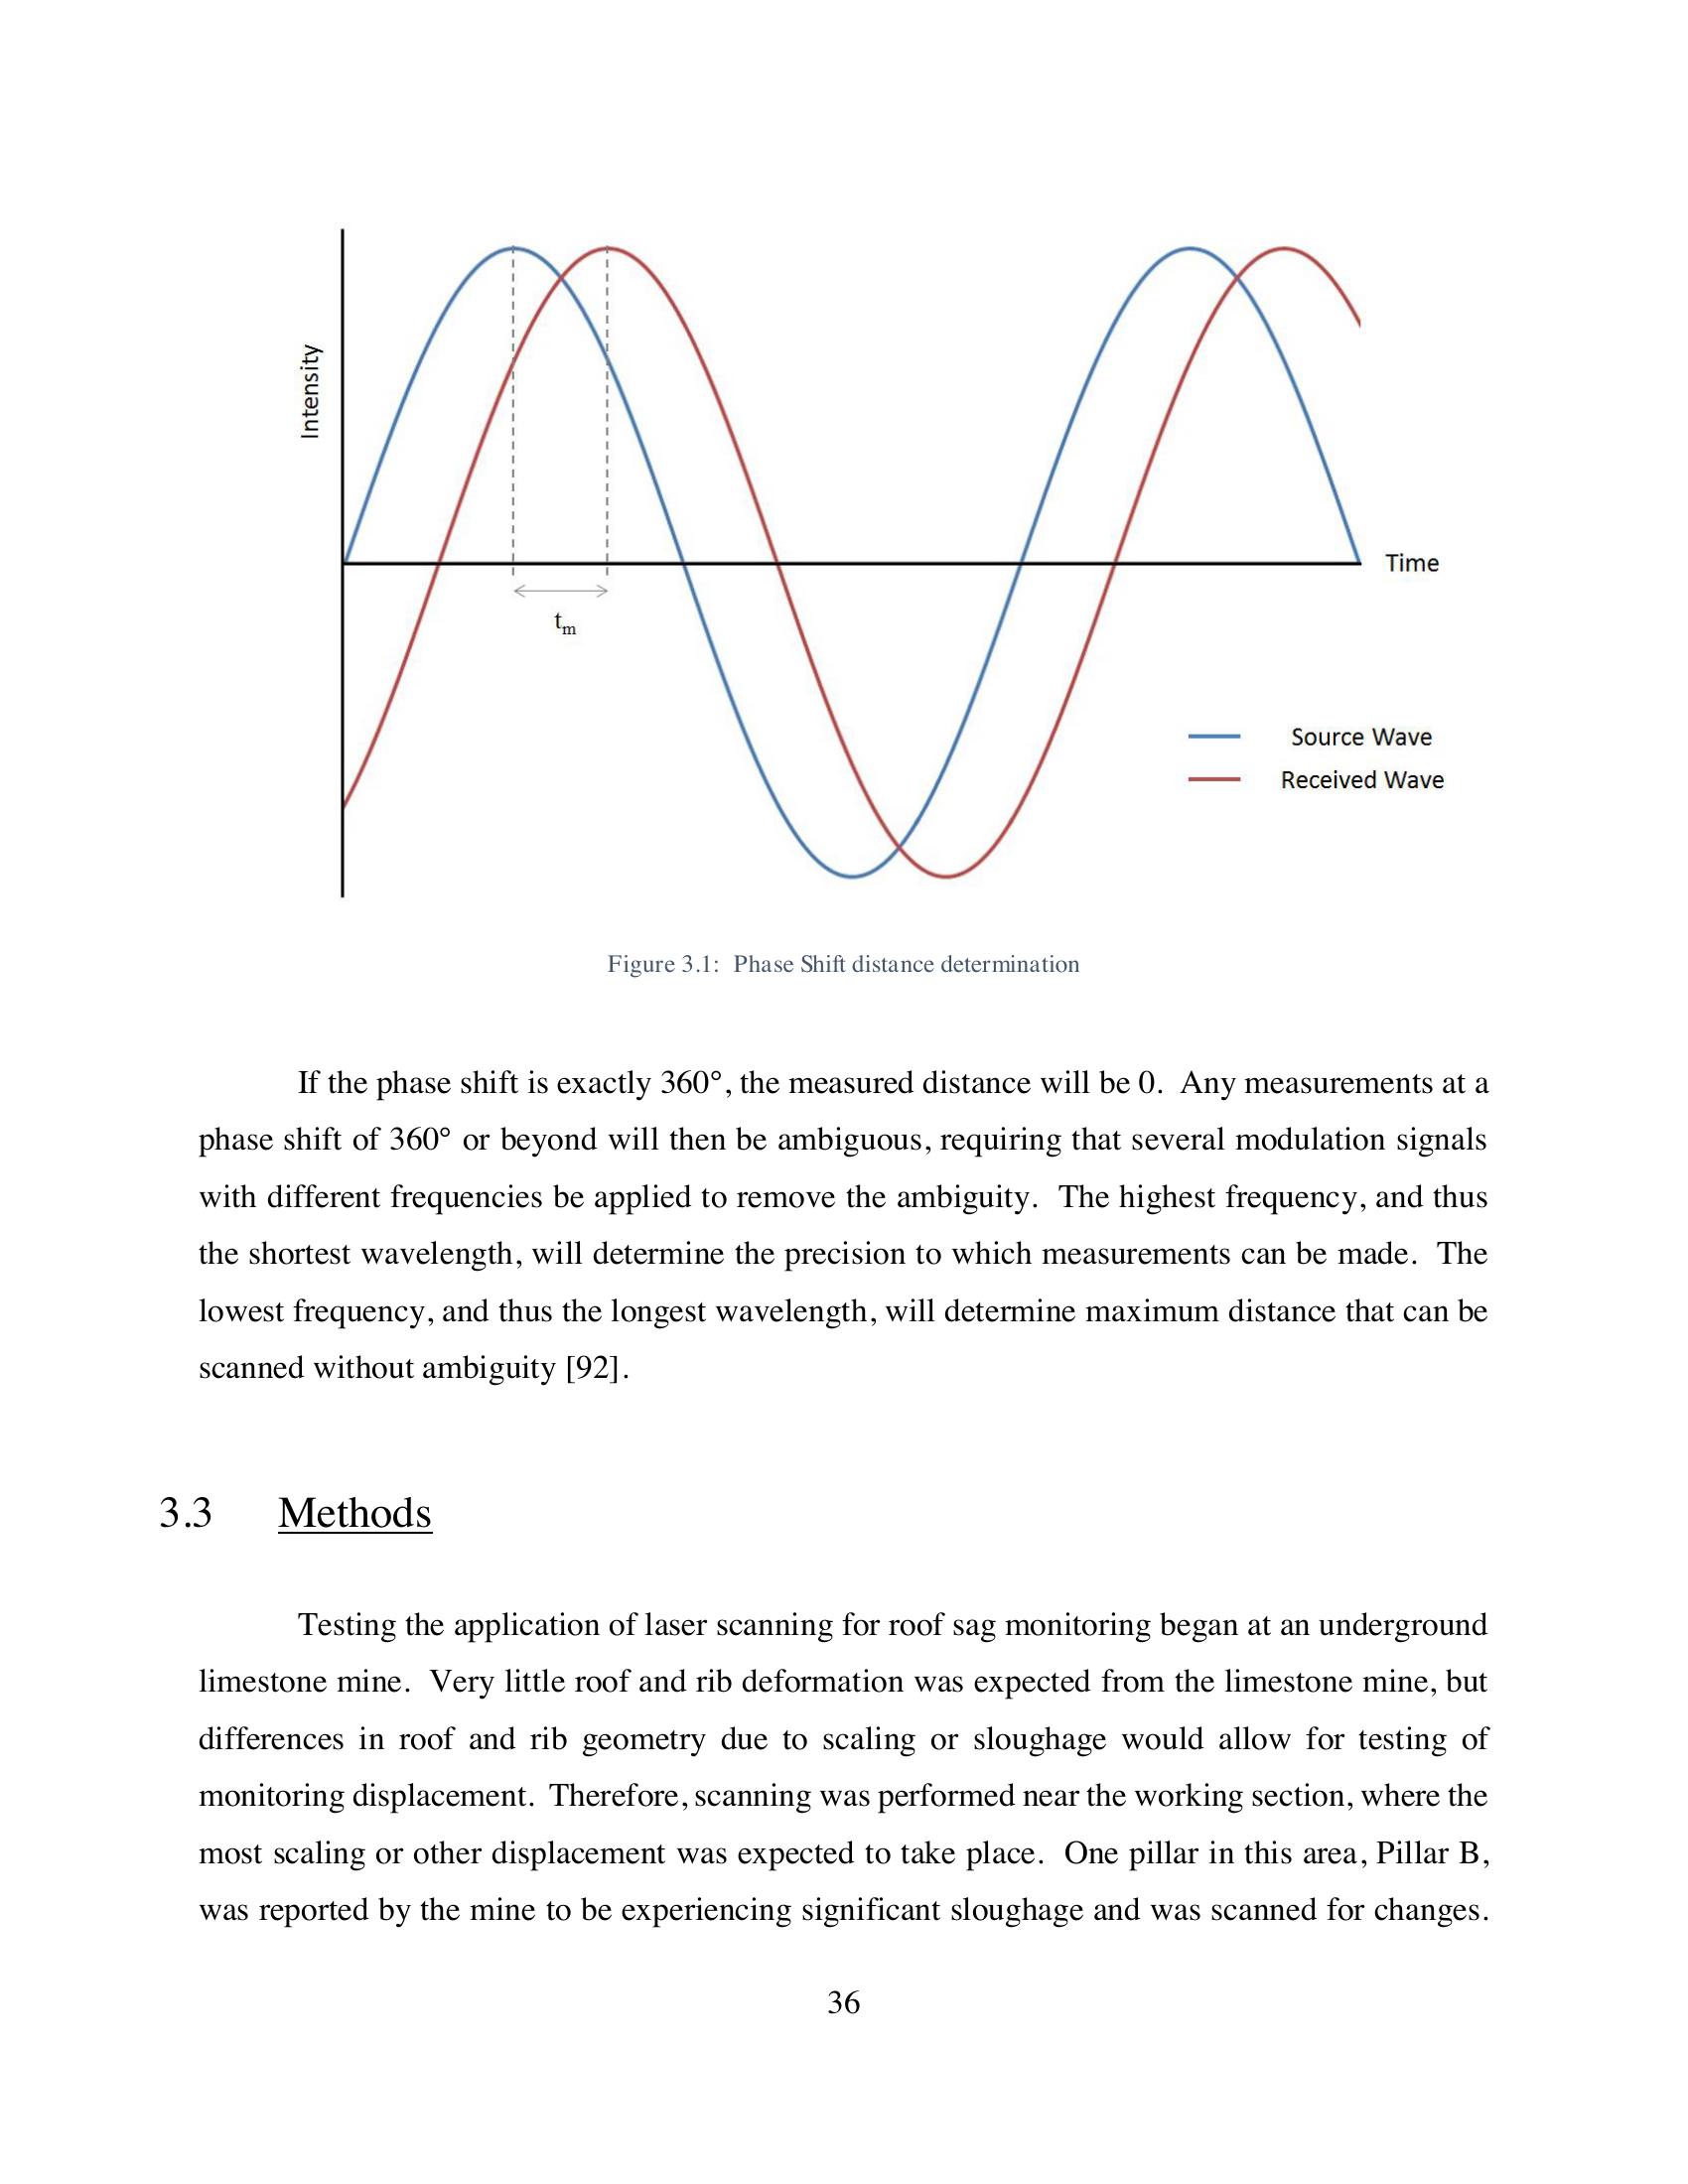 Intensity
Time
tm
Source Wave
Received Wave
Figure 3.1:  Phase Shift distance determination
If the phase shift is exactly 360°, the measured distance will be 0.  Any measurements at a
phase shift of 360° or beyond will then be ambiguous, requiring that several modulation signals
with different frequencies be applied to remove the ambiguity.  The highest frequency, and thus
the shortest wavelength, will determine the precision to which measurements can be made.  The
lowest frequency, and thus the longest wavelength, will determine maximum distance that can be
scanned without ambiguity [92].
3.3 Methods
Testing the application of laser scanning for roof sag monitoring began at an underground
limestone mine.  Very little roof and rib deformation was expected from the limestone mine, but
differences in roof and rib geometry due to scaling or sloughage would allow for testing of
monitoring displacement.  Therefore, scanning was performed near the working section, where the
most scaling or other displacement was expected to take place.  One pillar in this area, Pillar B,
was reported by the mine to be experiencing significant sloughage and was scanned for changes.
36